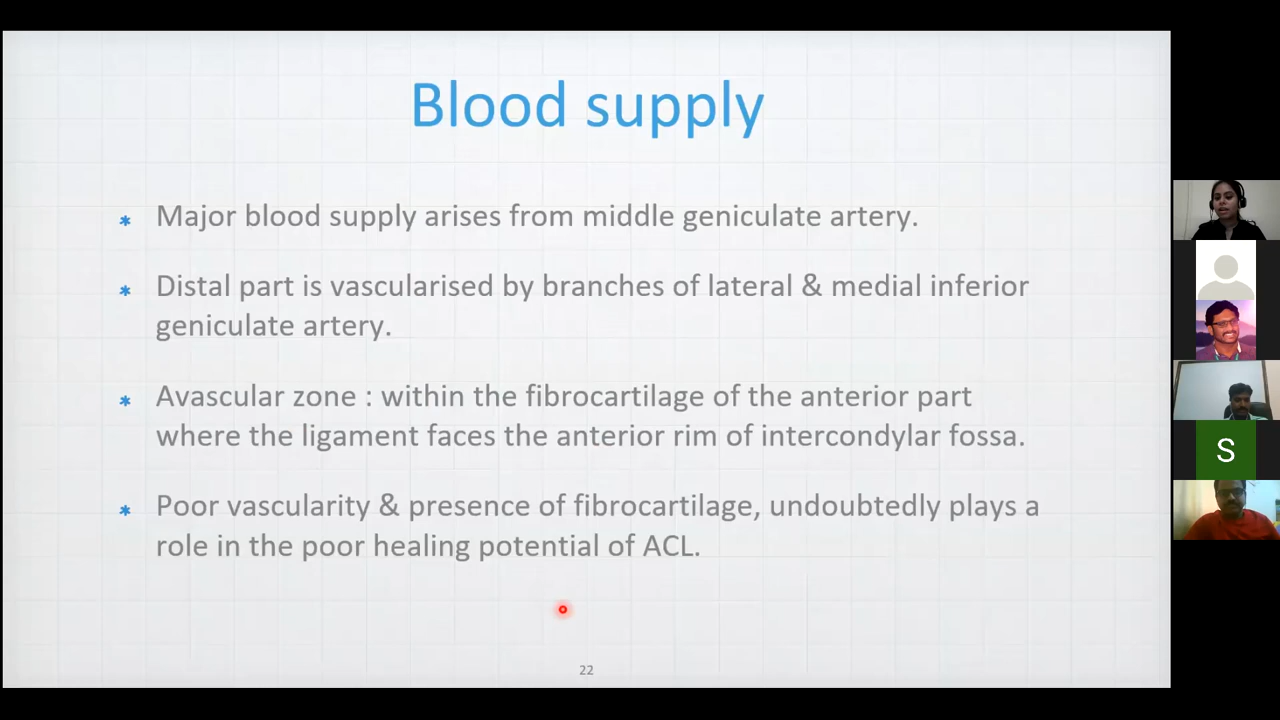 Blood supply
* Major blood supply arises from middle geniculate artery.
* Distal part is vascularised by branches of lateral & medial inferior
geniculate artery.
* Avascular zone : within the fibrocartilage of the anterior part
where the ligament faces the anterior rim of intercondylar fossa.
* Poor vascularity & presence of fibrocartilage, undoubtedly plays a
role in the poor healing potential of ACL.
22
S